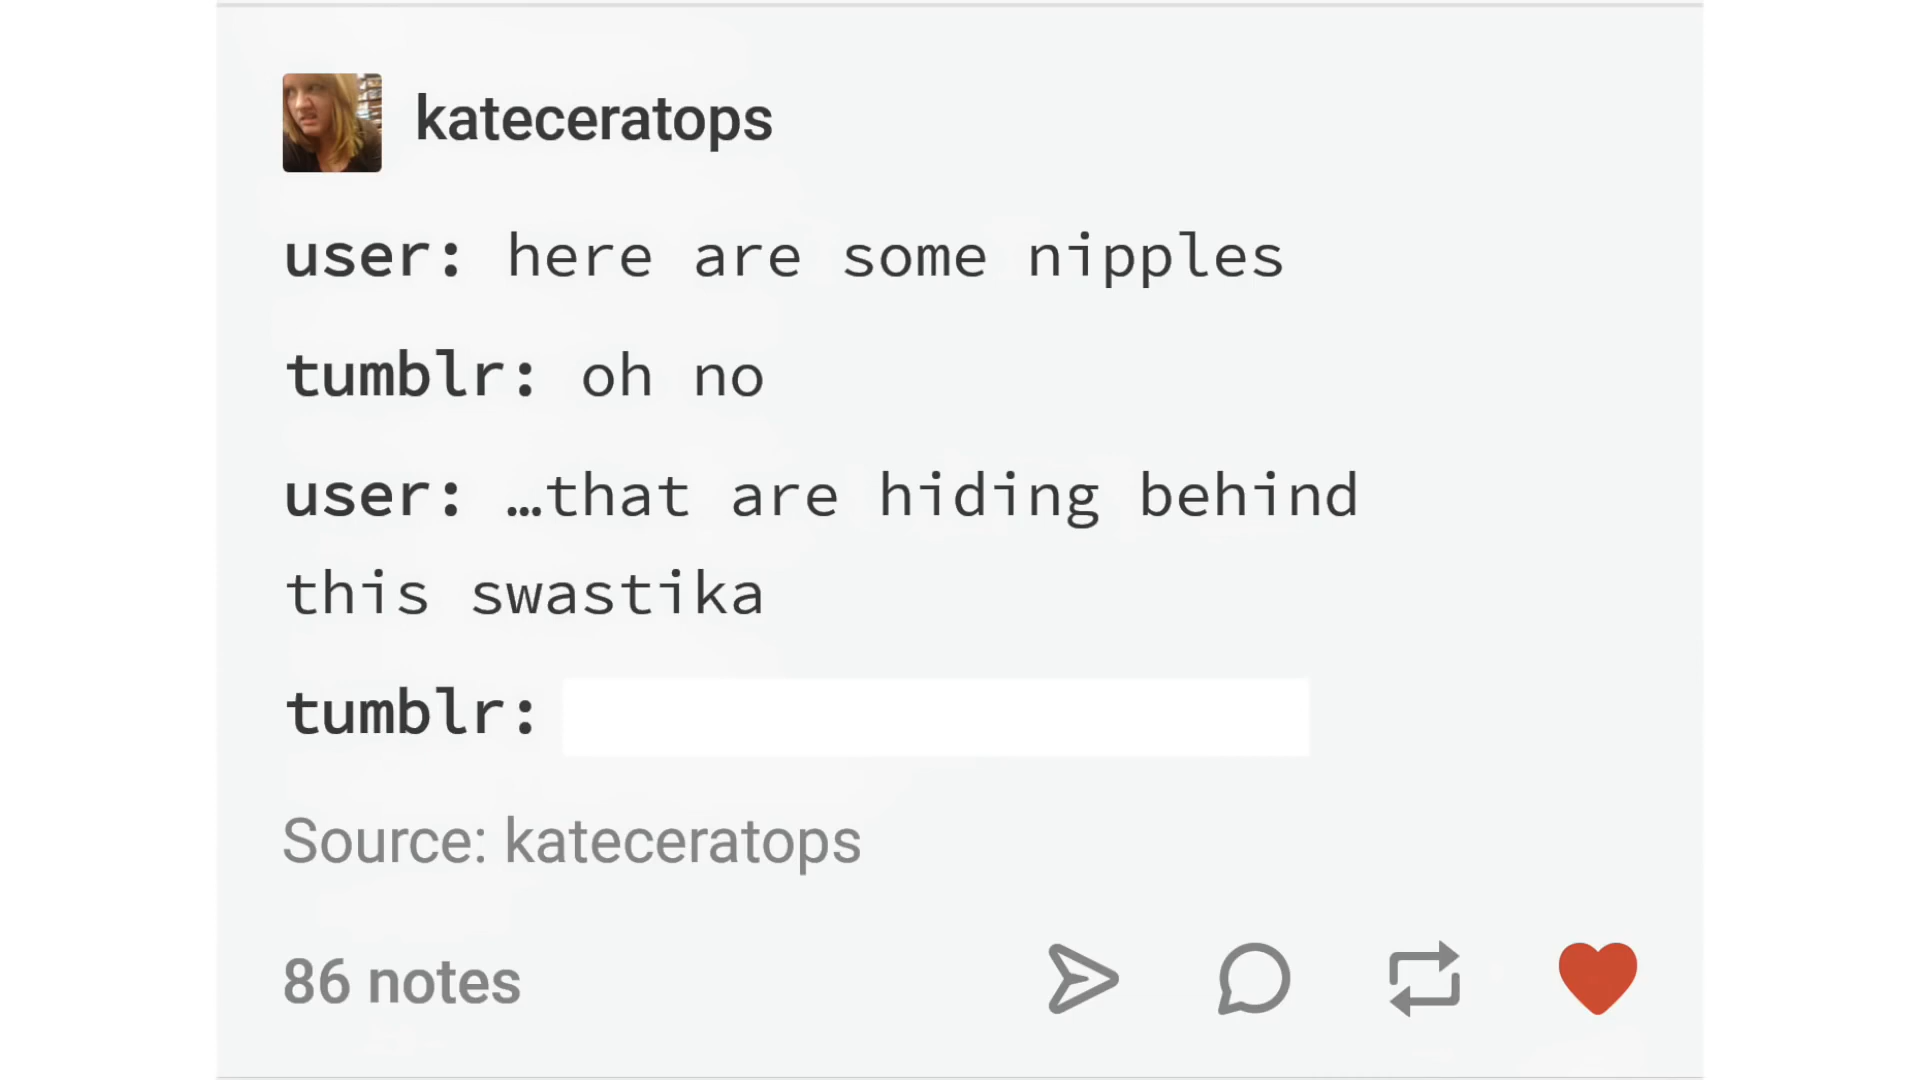 kateceratops
user: here are some nipples
tumblr: oh no
user: …that are hiding behind
this swastika
tumblr:
Source: kateceratops
86 notes